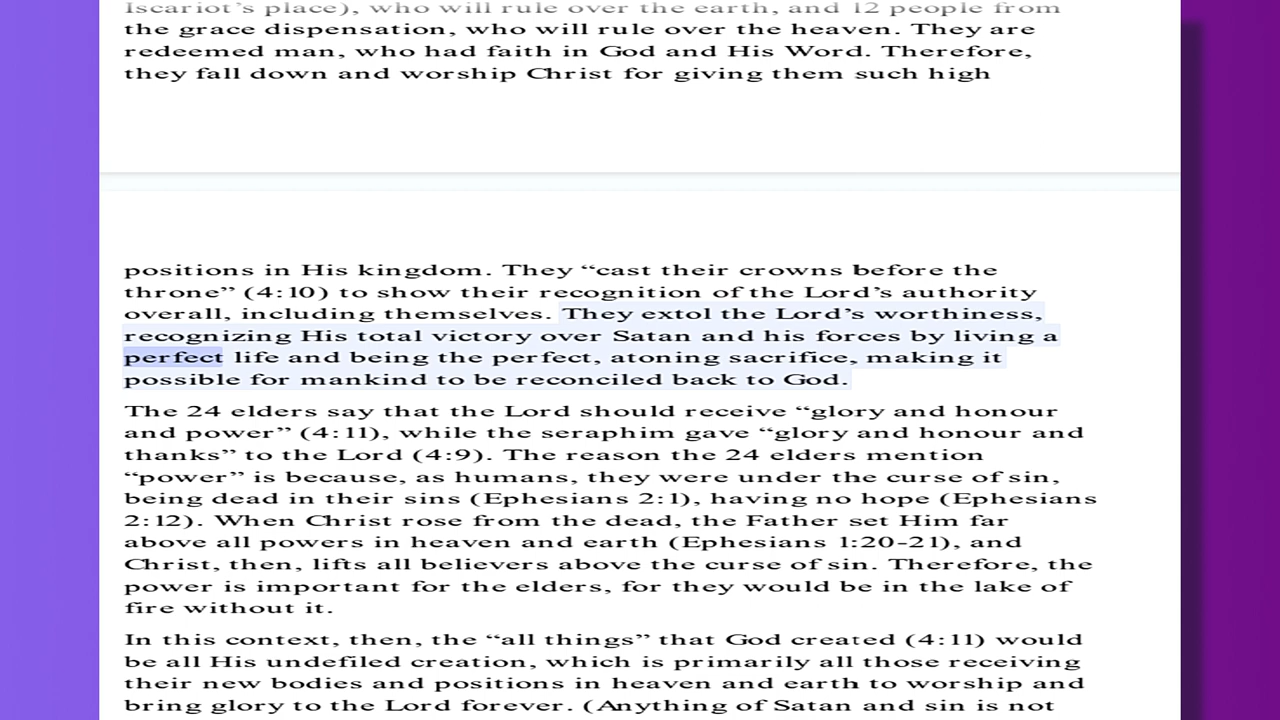 Iscariot's place), who will rule over the earth, and 12 people from
the grace dispensation, who will rule over the heaven. They are
redeemed man, who had faith in God and His Word. Therefore,
they fall down and worship Christ for giving them such high
positions in His kingdom. They “cast their crowns before the
throne” (4:10) to show their recognition of the Lord’s authority
overall, including themselves. They extol the Lord’s worthiness,
recognizing His total victory over Satan and his forces by living a
perfect life and being the perfect, atoning sacrifice, making it
possible for mankind to be reconciled back to God.
The 24 elders say that the Lord should receive “glory and honour
and power” (4:11), while the seraphim gave “glory and honour and
thanks” to the Lord (4:9). The reason the 24 elders mention
“power” is because, as humans, they were under the curse of sin,
being dead in their sins (Ephesians 2:1), having no hope (Ephesians
2:12). When Christ rose from the dead, the Father set Him far
above all powers in heaven and earth (Ephesians 1:20-21), and
Christ, then, lifts all believers above the curse of sin. Therefore, the
power is important for the elders, for they would be in the lake of
fire without it.
In this context, then, the “all things” that God created (4:11) would
be all His undefiled creation, which is primarily all those receiving
their new bodies and positions in heaven and earth to worship and
bring glory to the Lord forever. (Anything of Satan and sin is not